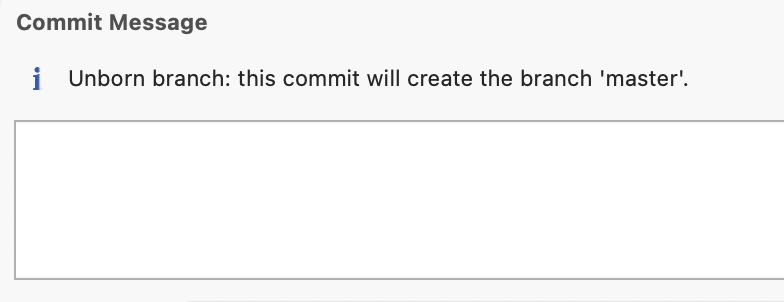 Commit Message
Unborn branch: this commit will create the branch 'master'.